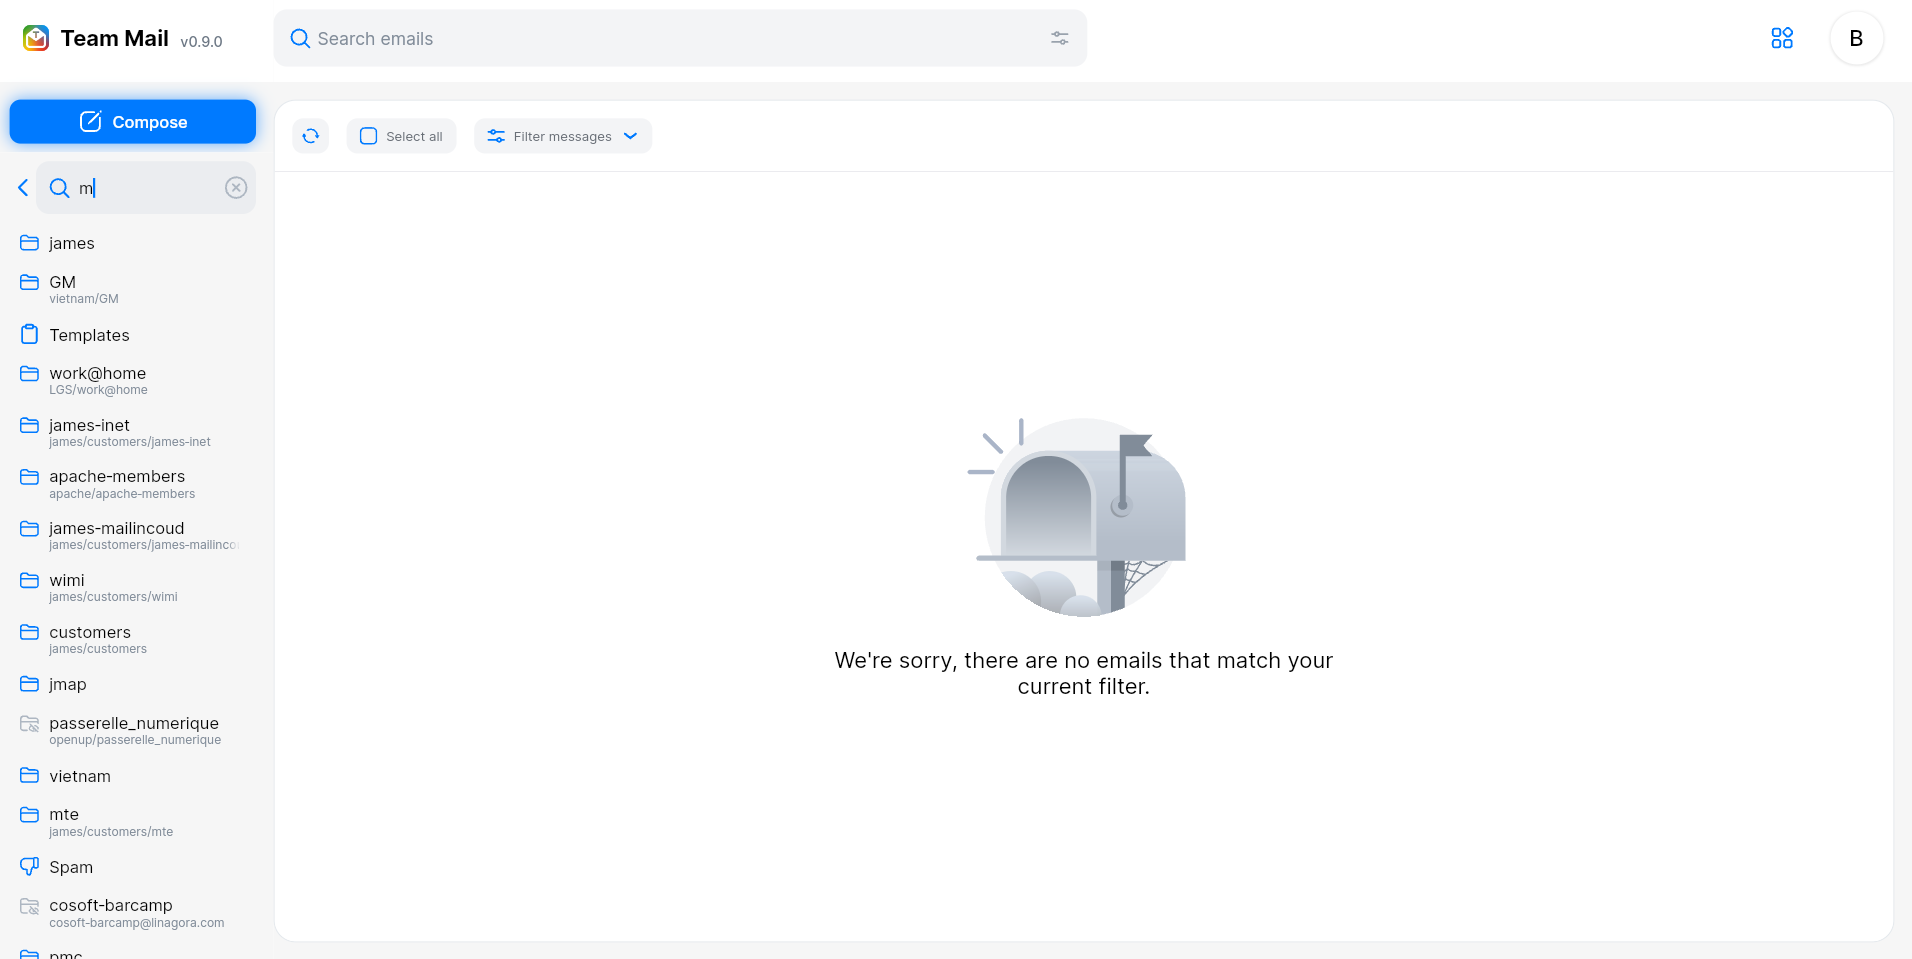 Team Mail v0.9.0
Search emails
B
Compose
m
Select all
Filter messages
james
GM
vietnam/GM
Templates
work@home
LGS/work@home
james-inet
james/customers/james-inet
apache-members
apache/apache-members
james-mailincoud
james/customers/james-mailinco
wimi
james/customers/wimi
customers
james/customers
jmap
passerelle_numerique
openup/passerelle_numerique
vietnam
mte
james/customers/mte
Spam
cosoft-barcamp
cosoft-barcamp@linagora.com
pmc
We're sorry, there are no emails that match your
current filter.